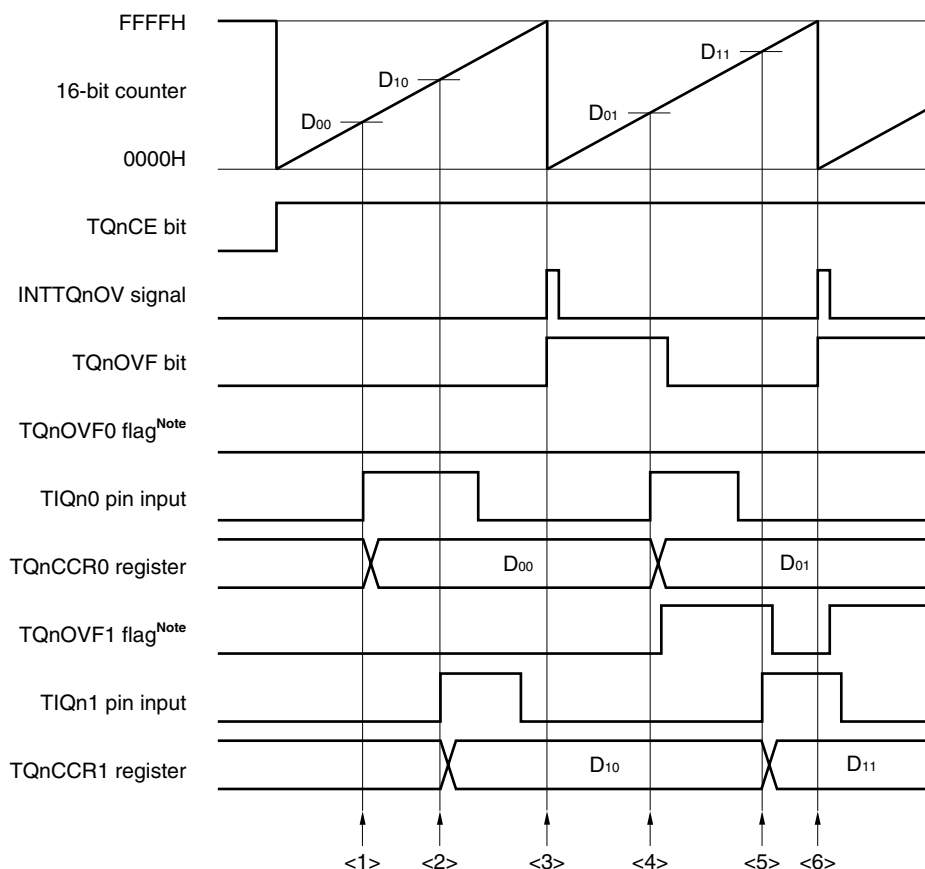 FFFFH
D11
D10
16-bit counter
D00
D01
0000H
TQnCE bit
INTTQnOV signal
TQnOVF bit
TQnOVF0 flagNote
TIQn0 pin input
TQnCCR0 register
D00
D01
TQnOVF1 flagNote
TIQn1 pin input
TQnCCR1 register
D10
D11
<1> <2> <3> <4> <5> <6>